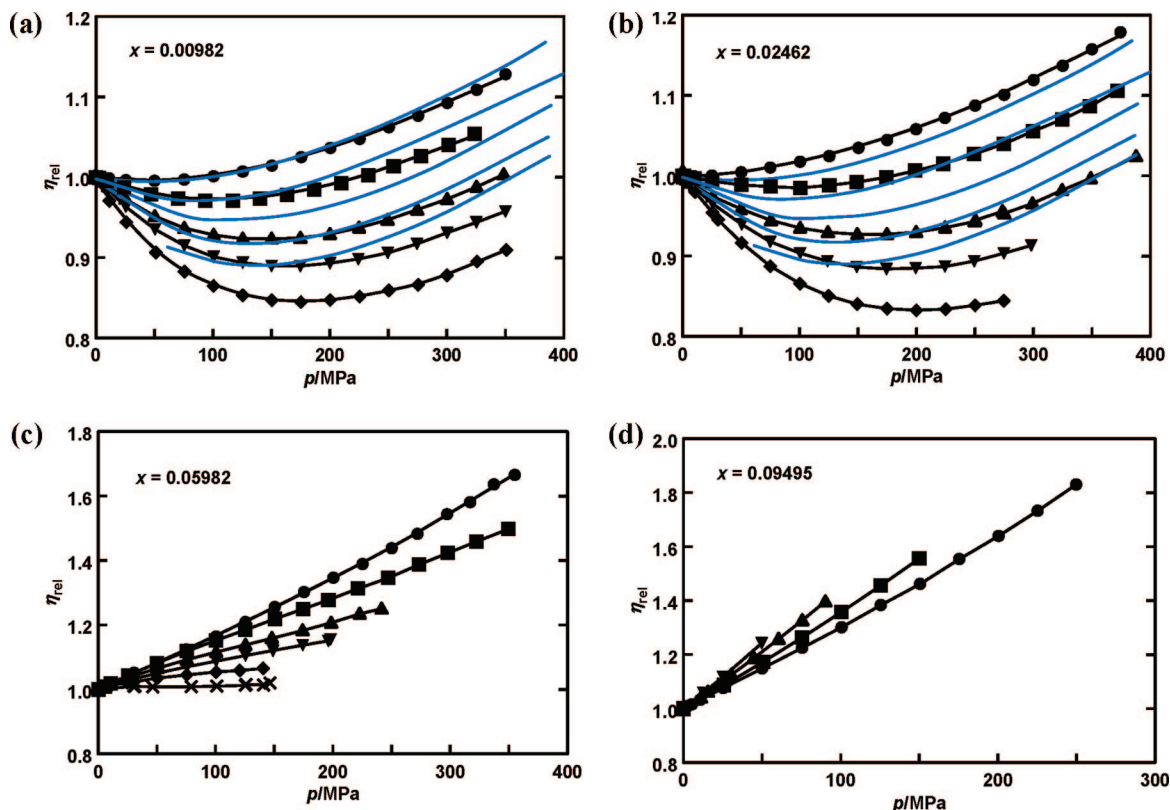 (a)
x = 0.00982
1.2
1.1
1.0
0.9
0.8
ηrel
0 100 200 300 400
p/MPa
(b)
x = 0.02462
1.2
1.1
1.0
0.9
0.8
ηrel
0 100 200 300 400
p/MPa
(c)
x = 0.05982
1.8
1.6
1.4
1.2
1.0
0.8
ηrel
0 100 200 300 400
p/MPa
(d)
x = 0.09495
2.0
1.8
1.6
1.4
1.2
1.0
0.8
ηrel
0 100 200 300
p/MPa